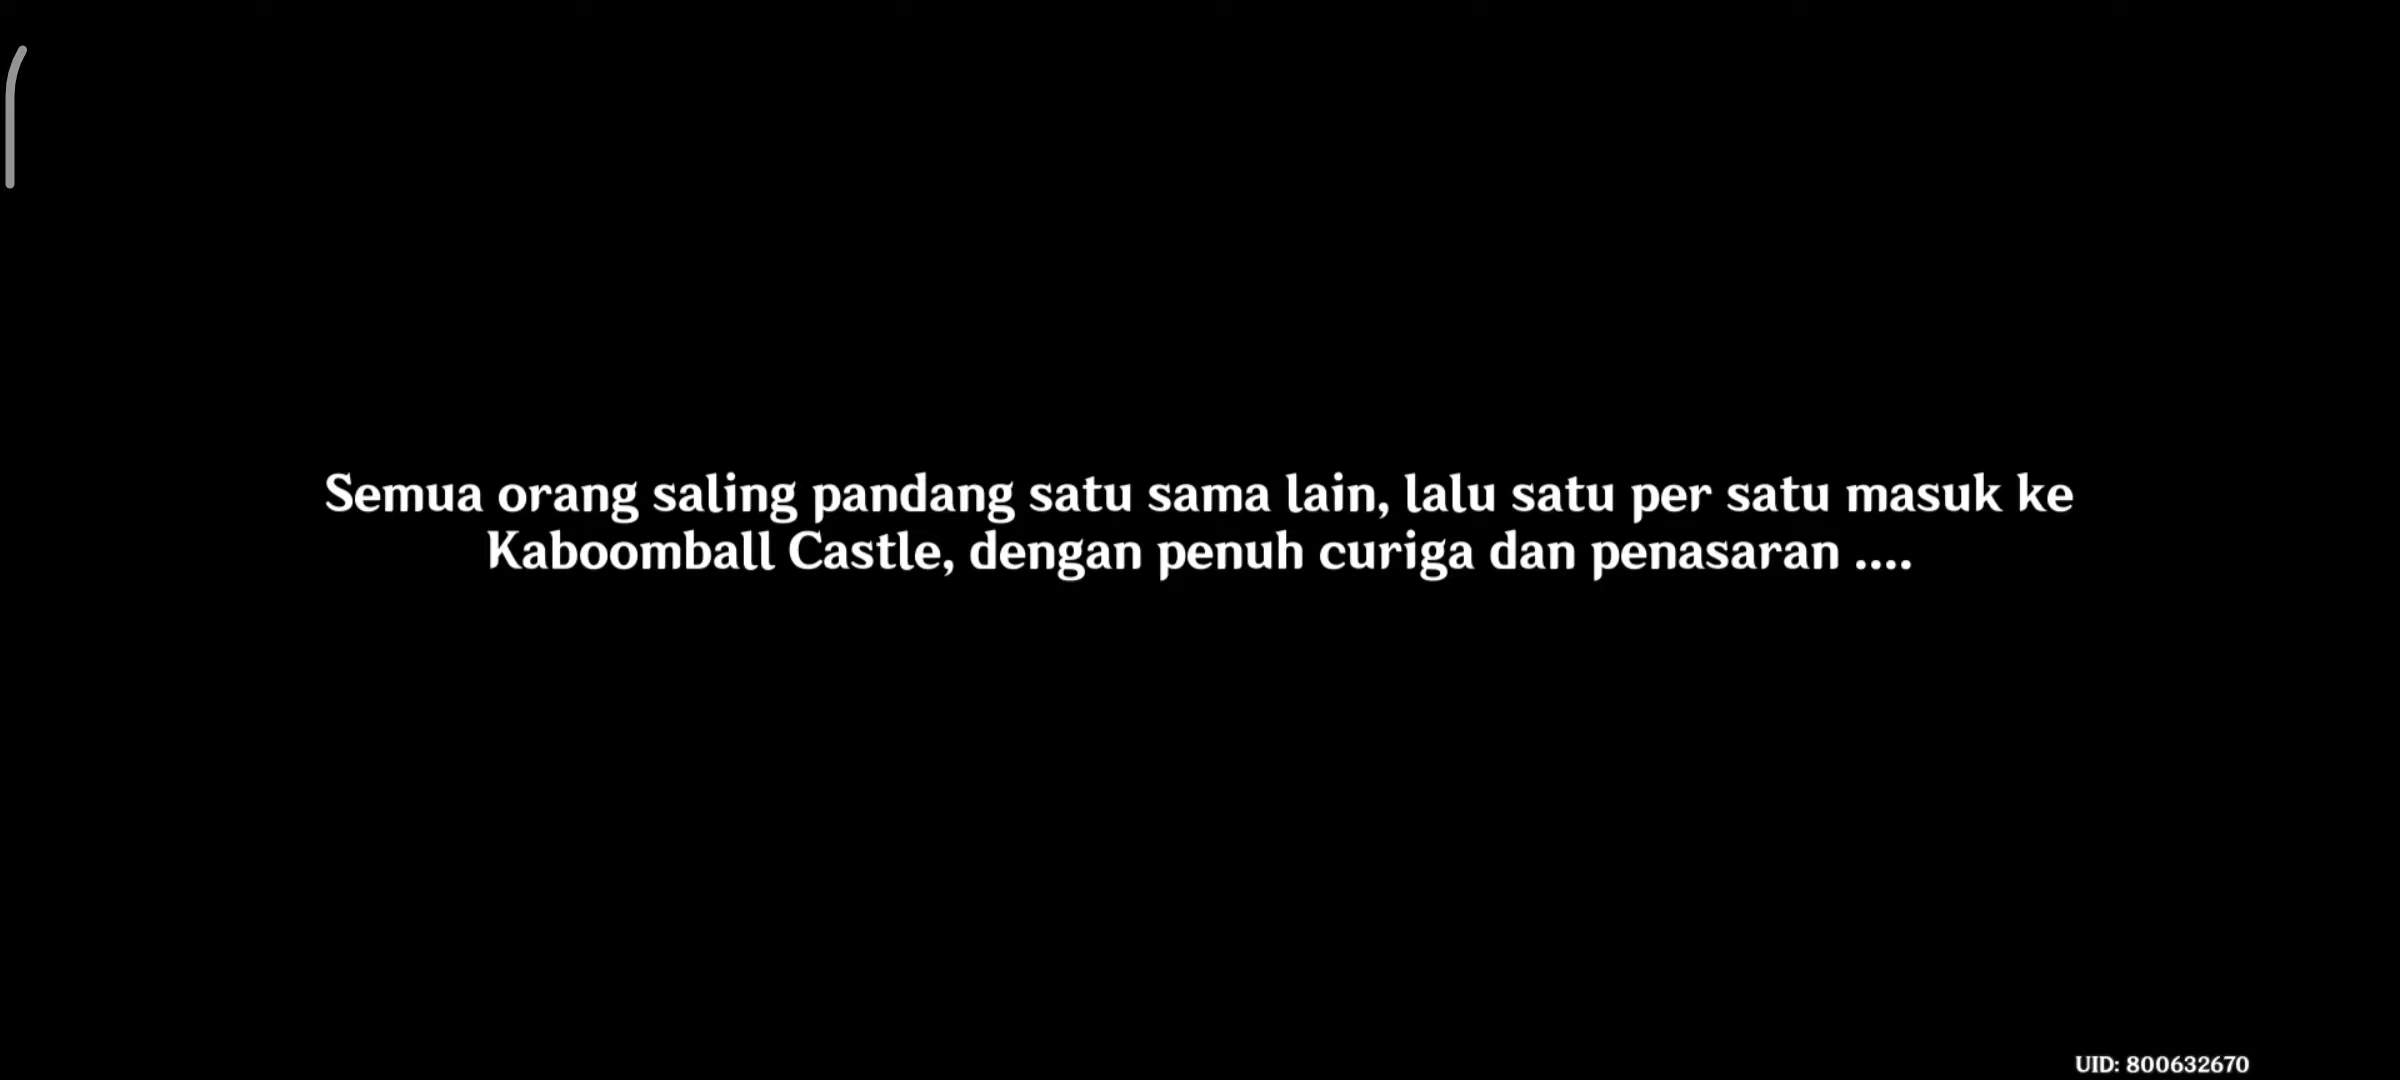 Semua orang saling pandang satu sama lain, lalu satu per satu masuk ke
Kaboomball Castle, dengan penuh curiga dan penasaran ....
UID: 800632670